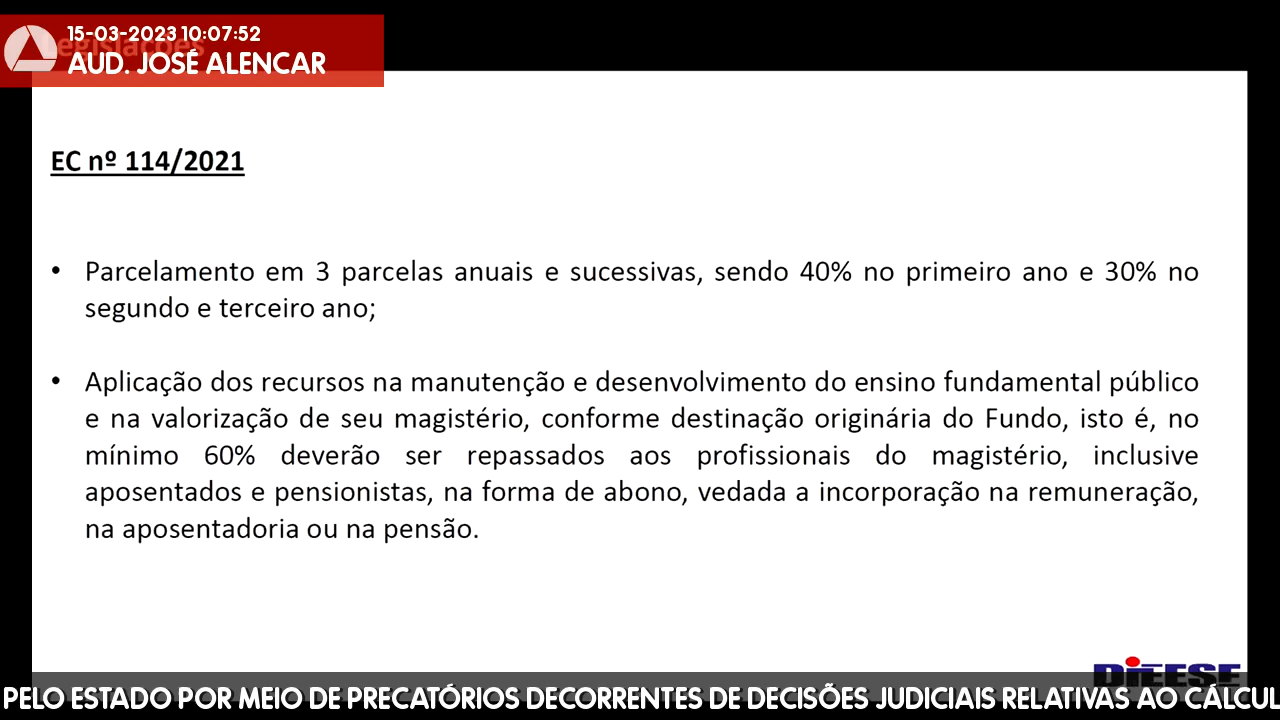 15-03-2023 10:07:52
Legislações
AUD. JOSÉ ALENCAR
EC nº 114/2021
• Parcelamento em 3 parcelas anuais e sucessivas, sendo 40% no primeiro ano e 30% no
segundo e terceiro ano;
• Aplicação dos recursos na manutenção e desenvolvimento do ensino fundamental público
e na valorização de seu magistério, conforme destinação originária do Fundo, isto é, no
mínimo 60% deverão ser repassados aos profissionais do magistério, inclusive
aposentados e pensionistas, na forma de abono, vedada a incorporação na remuneração,
na aposentadoria ou na pensão.
DIEESE
PELO ESTADO POR MEIO DE PRECATÓRIOS DECORRENTES DE DECISÕES JUDICIAIS RELATIVAS AO CÁLCUL